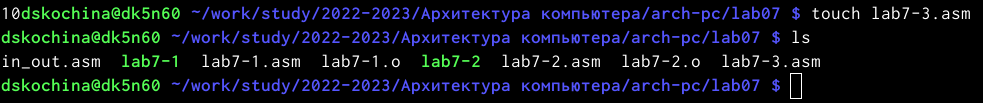 10dskochina@dk5n60 ~/work/study/2022-2023/Архитектура компьютера/arch-pc/lab07 $ touch lab7-3.asm
dskochina@dk5n60 ~/work/study/2022-2023/Архитектура компьютера/arch-pc/lab07 $ ls
in_out.asm lab7-1 lab7-1.asm lab7-1.o lab7-2 lab7-2.asm lab7-2.o lab7-3.asm
dskochina@dk5n60 ~/work/study/2022-2023/Архитектура компьютера/arch-pc/lab07 $